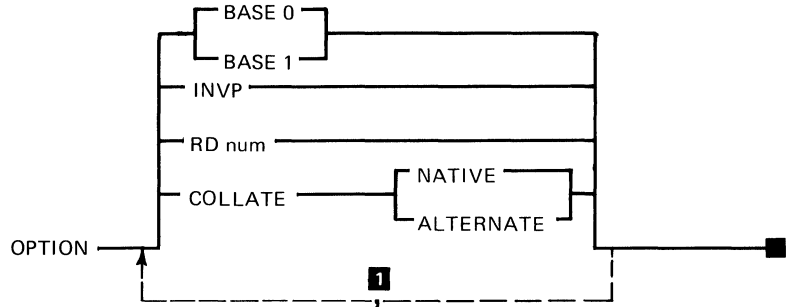 BASE 0
BASE 1
INVP
RD num
COLLATE
NATIVE
ALTERNATE
OPTION
1
,